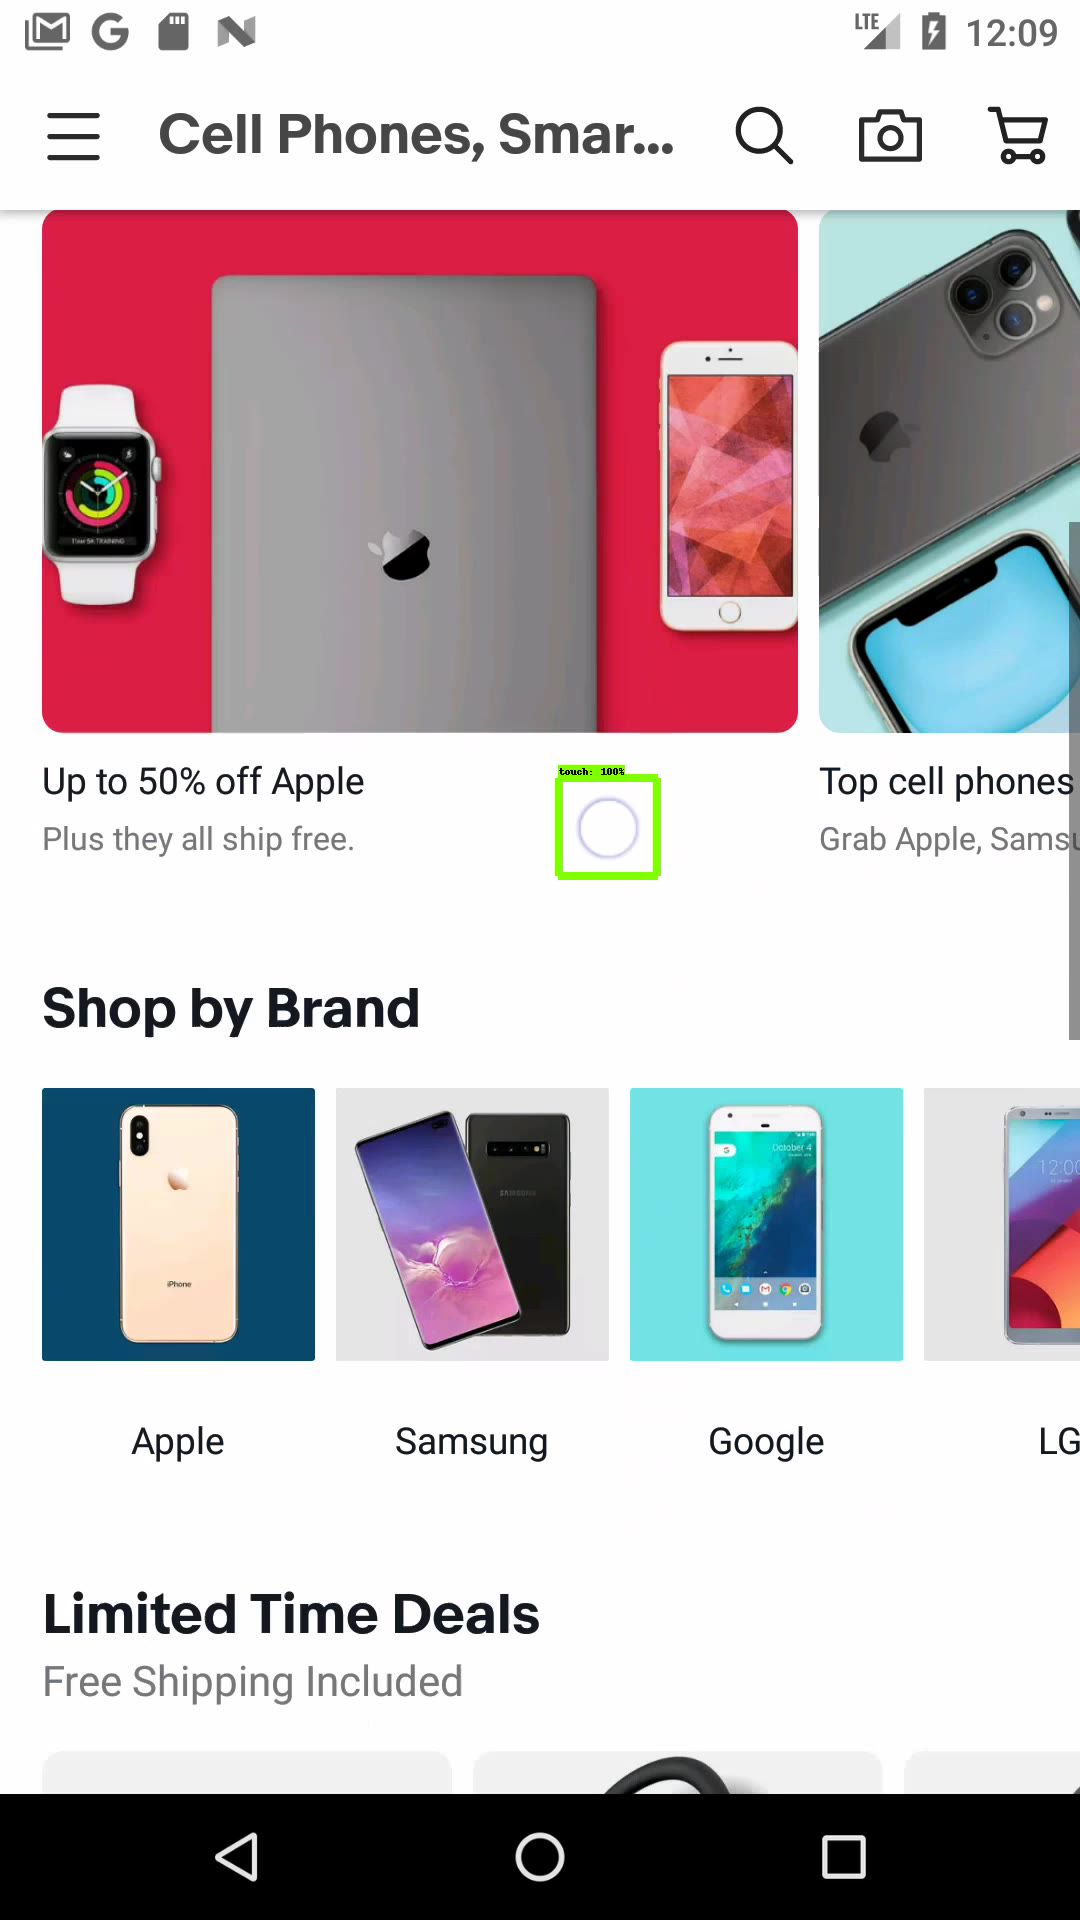 LTE 12:09
Cell Phones, Smar...
Up to 50% off Apple
Plus they all ship free.
touch: 100%
Top cell phones
Grab Apple, Samsu
Shop by Brand
iPhone
SAMSUNG
October 4
12:00
Apple
Samsung
Google
LG
Limited Time Deals
Free Shipping Included